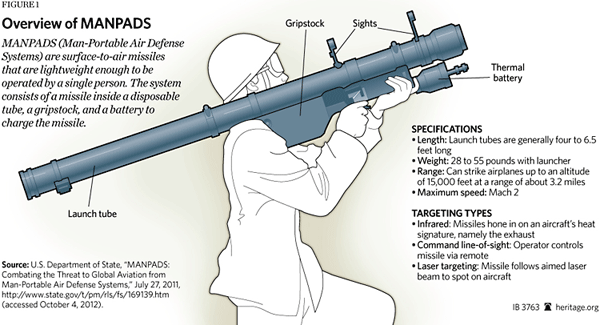 FIGURE 1
Overview of MANPADS
MANPADS (Man-Portable Air Defense
Systems) are surface-to-air missiles
that are lightweight enough to be
operated by a single person. The system
consists of a missile inside a disposable
tube, a gripstock, and a battery to
charge the missile.
Gripstock
Sights
Thermal
battery
Launch tube
SPECIFICATIONS
• Length: Launch tubes are generally four to 6.5
feet long
• Weight: 28 to 55 pounds with launcher
• Range: Can strike airplanes up to an altitude
of 15,000 feet at a range of about 3.2 miles
• Maximum speed: Mach 2
TARGETING TYPES
• Infrared: Missiles hone in on an aircraft's heat
signature, namely the exhaust
• Command line-of-sight: Operator controls
missile via remote
• Laser targeting: Missile follows aimed laser
beam to spot on aircraft
Source: U.S. Department of State, "MANPADS:
Combating the Threat to Global Aviation from
Man-Portable Air Defense Systems," July 27, 2011,
http://www.state.gov/t/pm/rls/fs/169139.htm
(accessed October 4, 2012).
IB 3763 heritage.org